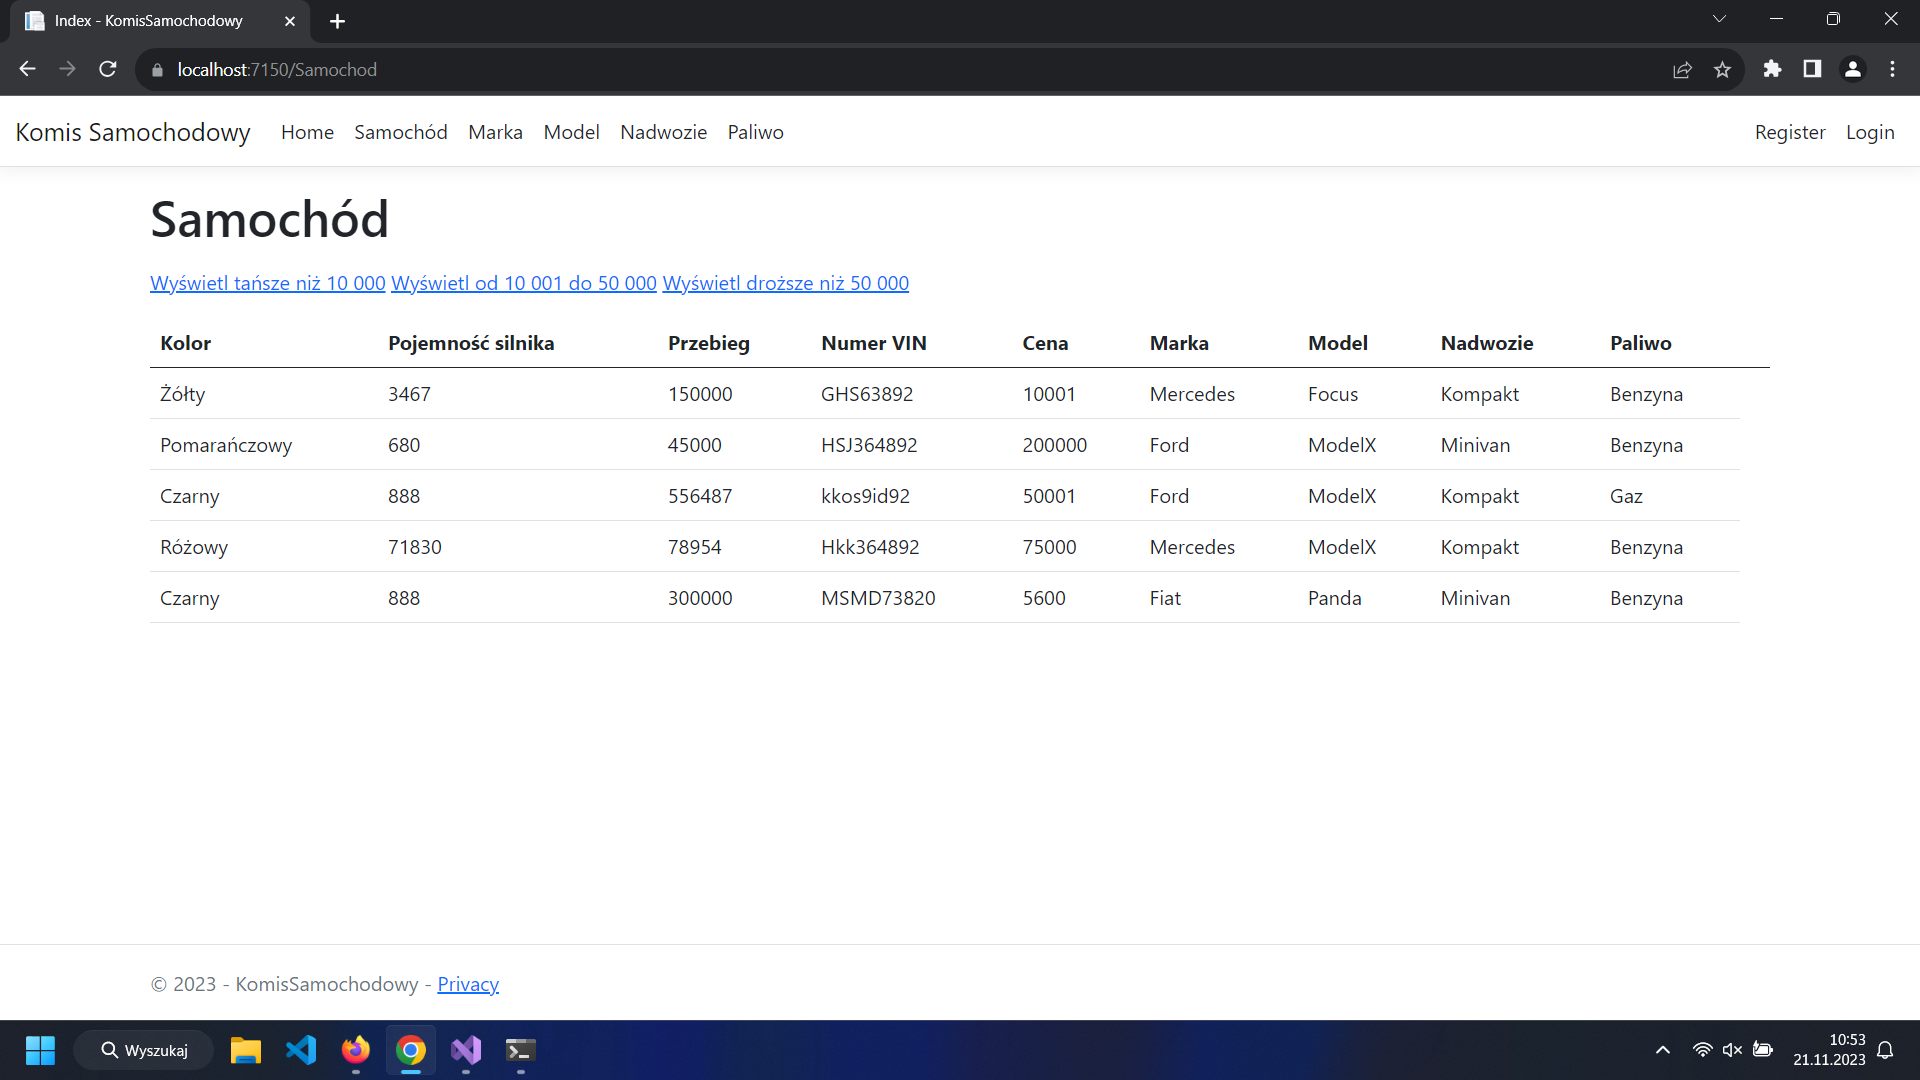 Index - KomisSamochodowy
localhost:7150/Samochod
Komis Samochodowy Home Samochód Marka Model Nadwozie Paliwo Register Login
Samochód
Wyświetl tańsze niż 10 000 Wyświetl od 10 001 do 50 000 Wyświetl droższe niż 50 000
Kolor Pojemność silnika Przebieg Numer VIN Cena Marka Model Nadwozie Paliwo
Żółty 3467 150000 GHS63892 10001 Mercedes Focus Kompakt Benzyna
Pomarańczowy 680 45000 HSJ364892 200000 Ford ModelX Minivan Benzyna
Czarny 888 556487 kkos9id92 50001 Ford ModelX Kompakt Gaz
Różowy 71830 78954 Hkk364892 75000 Mercedes ModelX Kompakt Benzyna
Czarny 888 300000 MSMD73820 5600 Fiat Panda Minivan Benzyna
© 2023 - KomisSamochodowy - Privacy
Wyszukaj
10:53
21.11.2023